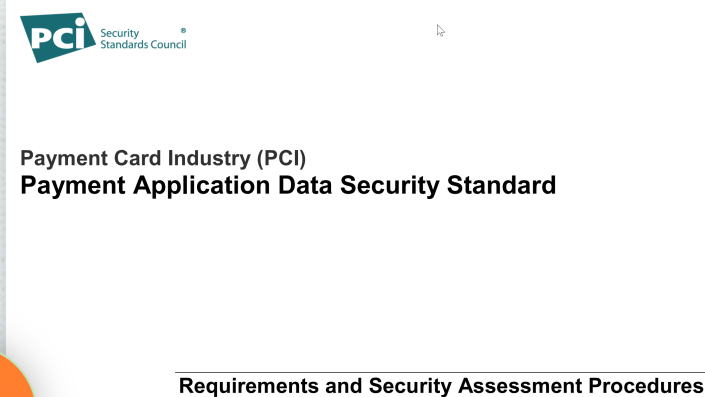 PCi Security ®
Standards Council
Payment Card Industry (PCI)
Payment Application Data Security Standard
Requirements and Security Assessment Procedures